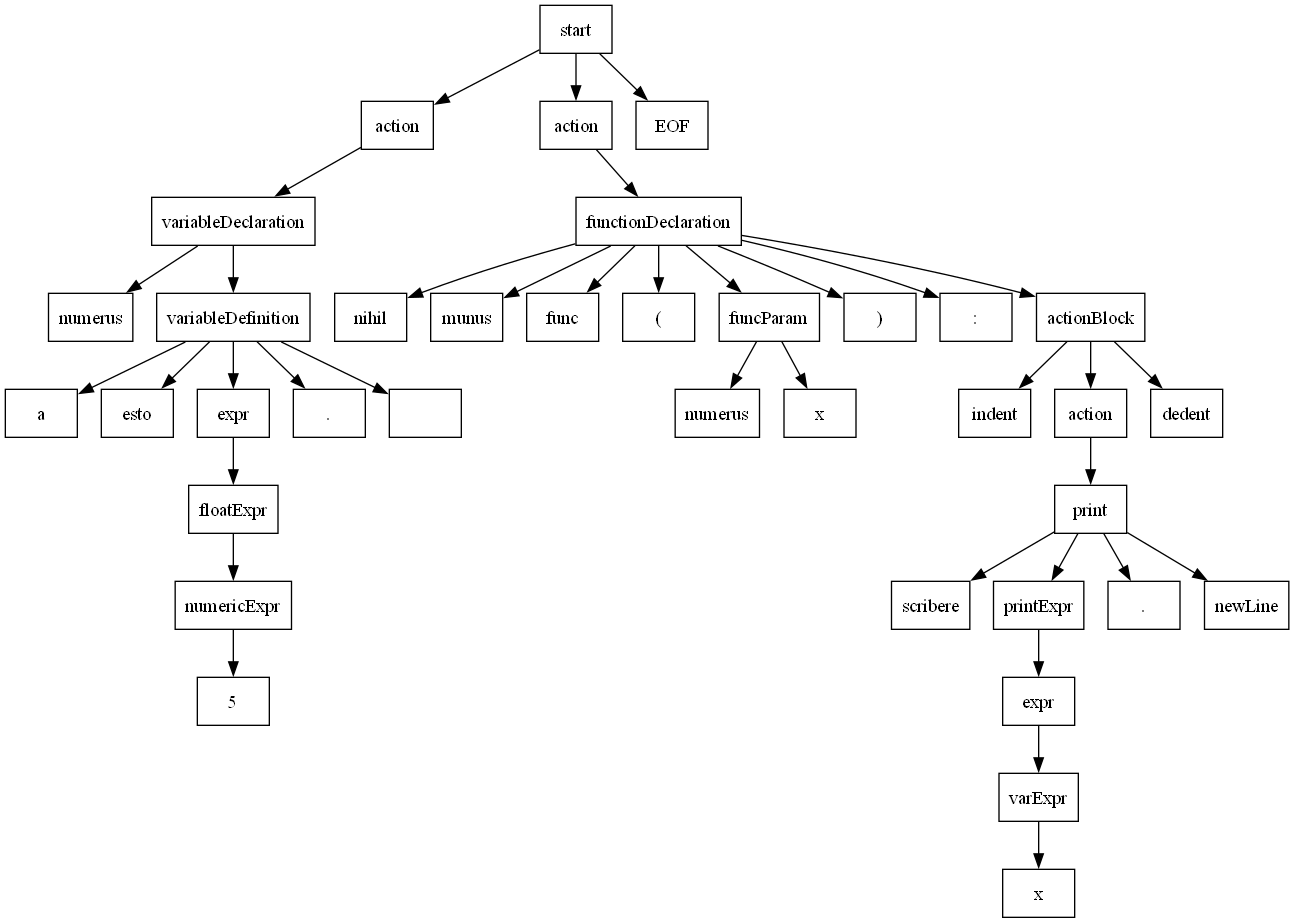 start
action
action
EOF
variableDeclaration
functionDeclaration
numerus
variableDefinition
nihil
munus
func
(
funcParam
)
:
actionBlock
a
esto
expr
.
numerus
x
indent
action
dedent
floatExpr
print
numericExpr
scribere
printExpr
.
newLine
5
expr
varExpr
x